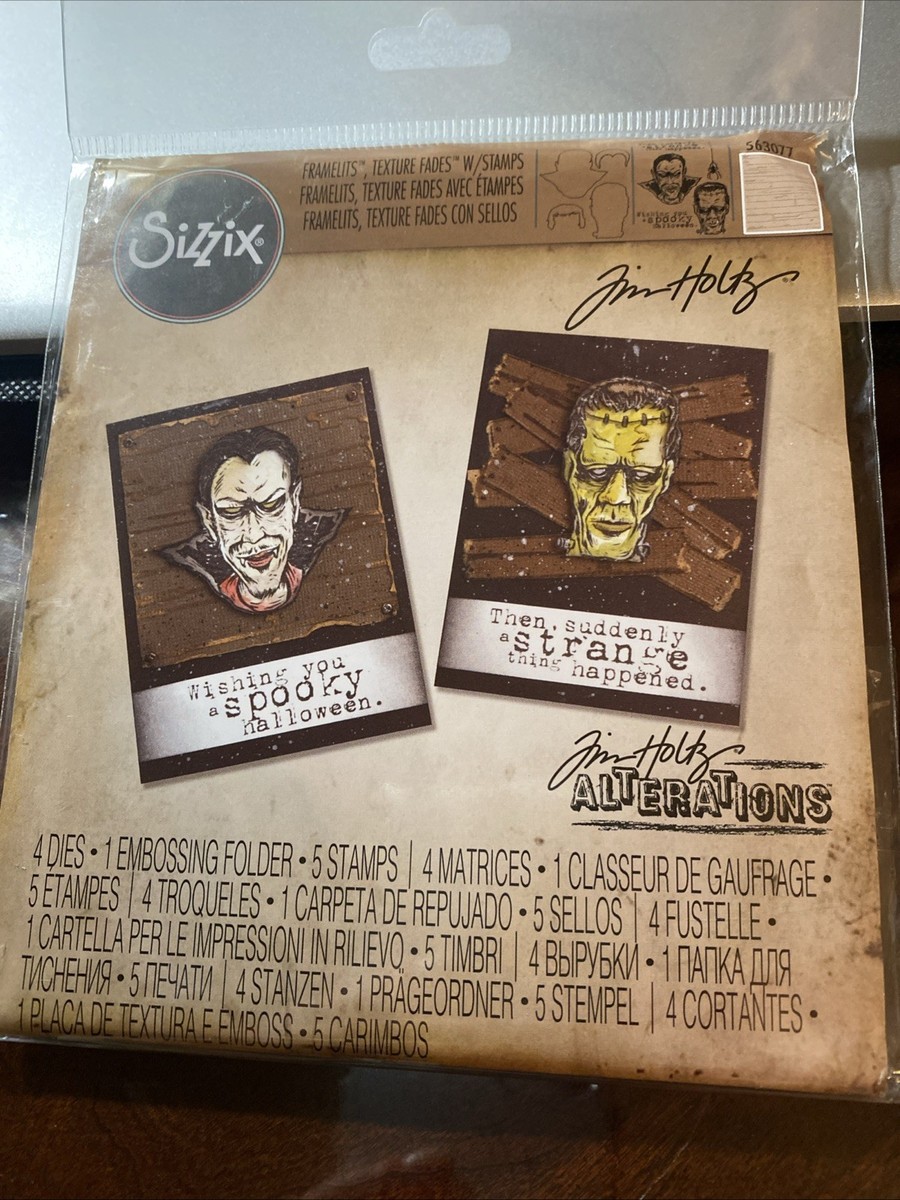 Sizzix®
FRAMELITS™, TEXTURE FADES™ W/STAMPS
FRAMELITS, TEXTURE FADES AVEC ÉTAMPES
FRAMELITS, TEXTURE FADES CON SELLOS
563077
Tim Holtz®
Wishing you
a spooky
halloween.
Then, suddenly
a strange
thing happened.
Tim Holtz
ALTERATIONS™
4 DIES • 1 EMBOSSING FOLDER • 5 STAMPS | 4 MATRICES • 1 CLASSEUR DE GAUFRAGE •
5 ÉTAMPES | 4 TROQUELES • 1 CARPETA DE REPUJADO • 5 SELLOS | 4 FUSTELLE •
1 CARTELLA PER LE IMPRESSIONI IN RILIEVO • 5 TIMBRI | 4 ВЫРУБКИ • 1 ПАПКА ДЛЯ
ТИСНЕНИЯ • 5 ПЕЧАТИ | 4 STANZEN • 1 PRÄGEORDNER • 5 STEMPEL | 4 CORTANTES •
1 PLACA DE TEXTURA E EMBOSS • 5 CARIMBOS